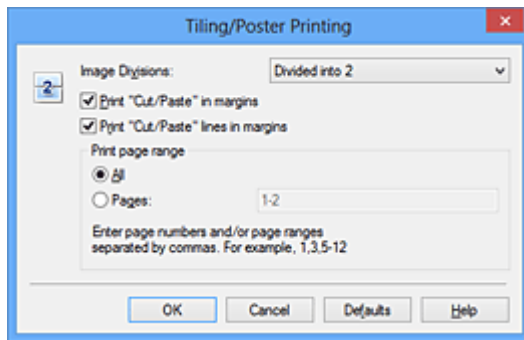 Tiling/Poster Printing
2
Image Divisions: Divided into 2
Print "Cut/Paste" in margins
Print "Cut/Paste" lines in margins
Print page range
All
Pages: 1-2
Enter page numbers and/or page ranges
separated by commas. For example, 1,3,5-12
OK Cancel Defaults Help